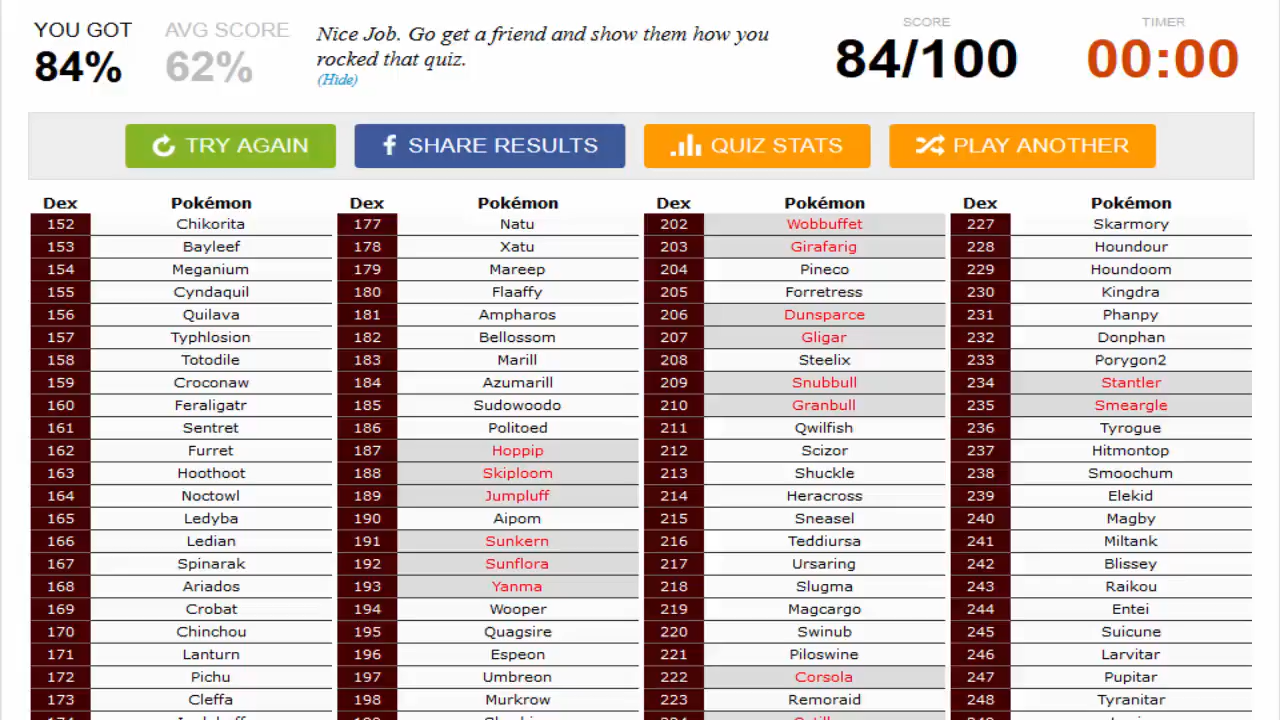 YOU GOT
84%
AVG SCORE
62%
Nice Job. Go get a friend and show them how you
rocked that quiz.
(Hide)
SCORE
84/100
TIMER
00:00
TRY AGAIN
f SHARE RESULTS
QUIZ STATS
PLAY ANOTHER
Dex Pokémon Dex Pokémon Dex Pokémon Dex Pokémon
152 Chikorita 177 Natu 202 Wobbuffet 227 Skarmory
153 Bayleef 178 Xatu 203 Girafarig 228 Houndour
154 Meganium 179 Mareep 204 Pineco 229 Houndoom
155 Cyndaquil 180 Flaaffy 205 Forretress 230 Kingdra
156 Quilava 181 Ampharos 206 Dunsparce 231 Phanpy
157 Typhlosion 182 Bellossom 207 Gligar 232 Donphan
158 Totodile 183 Marill 208 Steelix 233 Porygon2
159 Croconaw 184 Azumarill 209 Snubbull 234 Stantler
160 Feraligatr 185 Sudowoodo 210 Granbull 235 Smeargle
161 Sentret 186 Politoed 211 Qwilfish 236 Tyrogue
162 Furret 187 Hoppip 212 Scizor 237 Hitmontop
163 Hoothoot 188 Skiploom 213 Shuckle 238 Smoochum
164 Noctowl 189 Jumpluff 214 Heracross 239 Elekid
165 Ledyba 190 Aipom 215 Sneasel 240 Magby
166 Ledian 191 Sunkern 216 Teddiursa 241 Miltank
167 Spinarak 192 Sunflora 217 Ursaring 242 Blissey
168 Ariados 193 Yanma 218 Slugma 243 Raikou
169 Crobat 194 Wooper 219 Magcargo 244 Entei
170 Chinchou 195 Quagsire 220 Swinub 245 Suicune
171 Lanturn 196 Espeon 221 Piloswine 246 Larvitar
172 Pichu 197 Umbreon 222 Corsola 247 Pupitar
173 Cleffa 198 Murkrow 223 Remoraid 248 Tyranitar